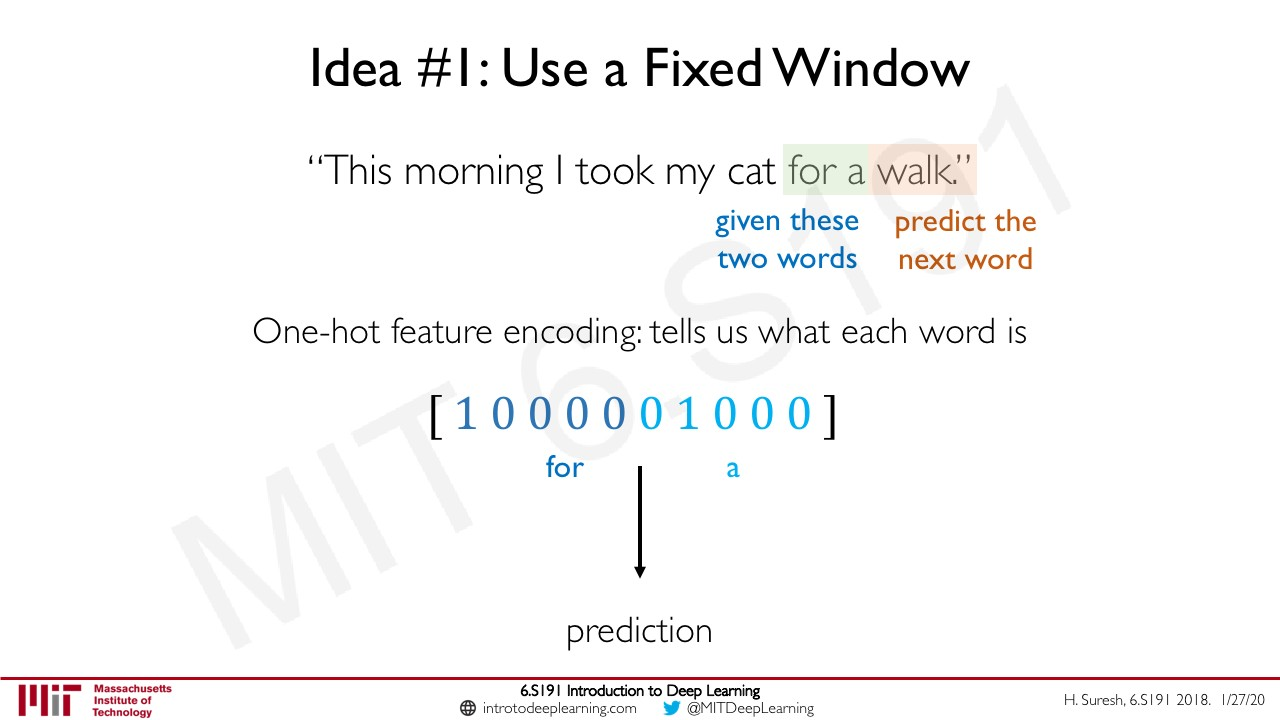 Idea #1: Use a Fixed Window
“This morning I took my cat for a walk.”
given these predict the
two words next word
One-hot feature encoding: tells us what each word is
[ 1 0 0 0 0 0 1 0 0 0 ]
for a
prediction
MIT 6.S191
Massachusetts
Institute of
Technology
6.S191 Introduction to Deep Learning
introtodeeplearning.com @MITDeepLearning
H. Suresh, 6.S191 2018. 1/27/20